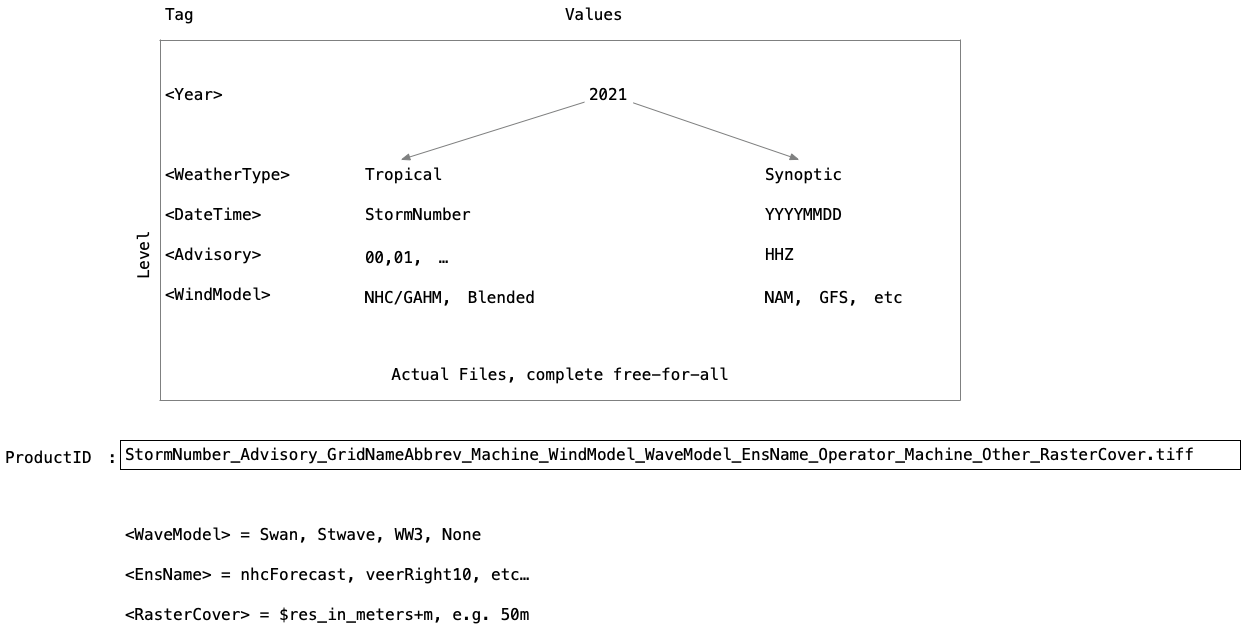 Tag Values
<Year> 2021
<WeatherType> Tropical Synoptic
<DateTime> StormNumber YYYYMMDD
Level
<Advisory> 00,01, … HHZ
<WindModel> NHC/GAHM, Blended NAM, GFS, etc
Actual Files, complete free-for-all
ProductID : StormNumber_Advisory_GridNameAbbrev_Machine_WindModel_WaveModel_EnsName_Operator_Machine_Other_RasterCover.tiff
<WaveModel> = Swan, Stwave, WW3, None
<EnsName> = nhcForecast, veerRight10, etc…
<RasterCover> = $res_in_meters+m, e.g. 50m